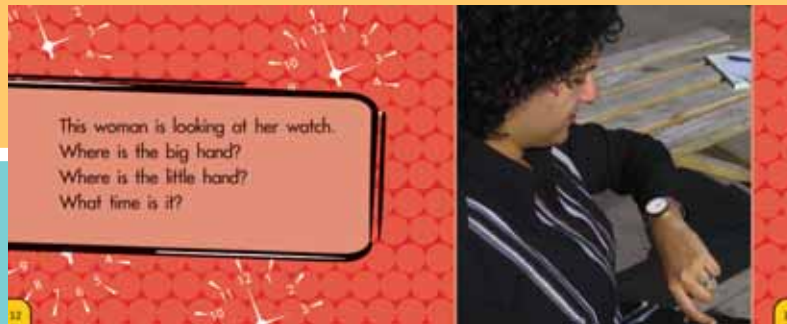 This woman is looking at her watch.
Where is the big hand?
Where is the little hand?
What time is it?
12